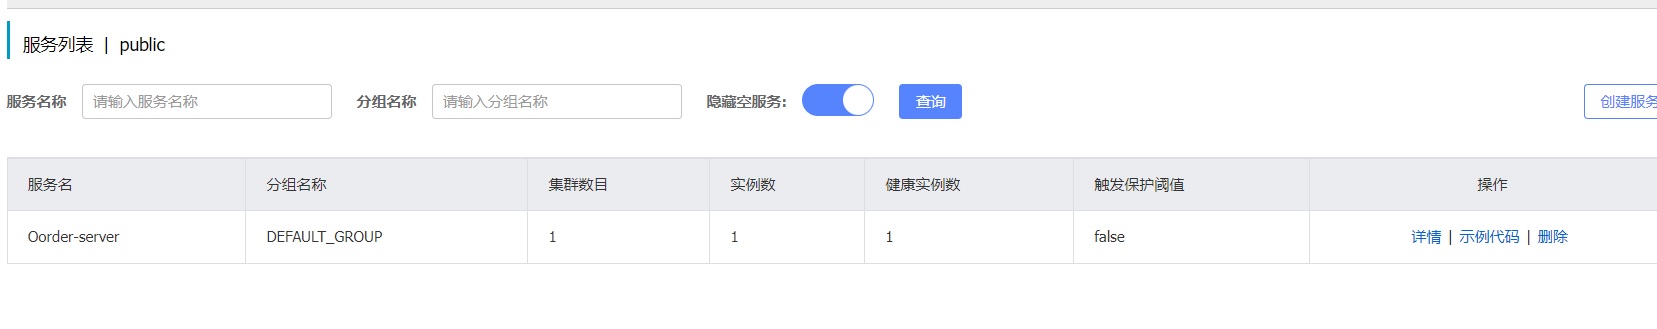 服务列表 | public
服务名称 请输入服务名称 分组名称 请输入分组名称 隐藏空服务: 查询 创建服务
服务名 分组名称 集群数目 实例数 健康实例数 触发保护阈值 操作
Oorder-server DEFAULT_GROUP 1 1 1 false 详情 | 示例代码 | 删除